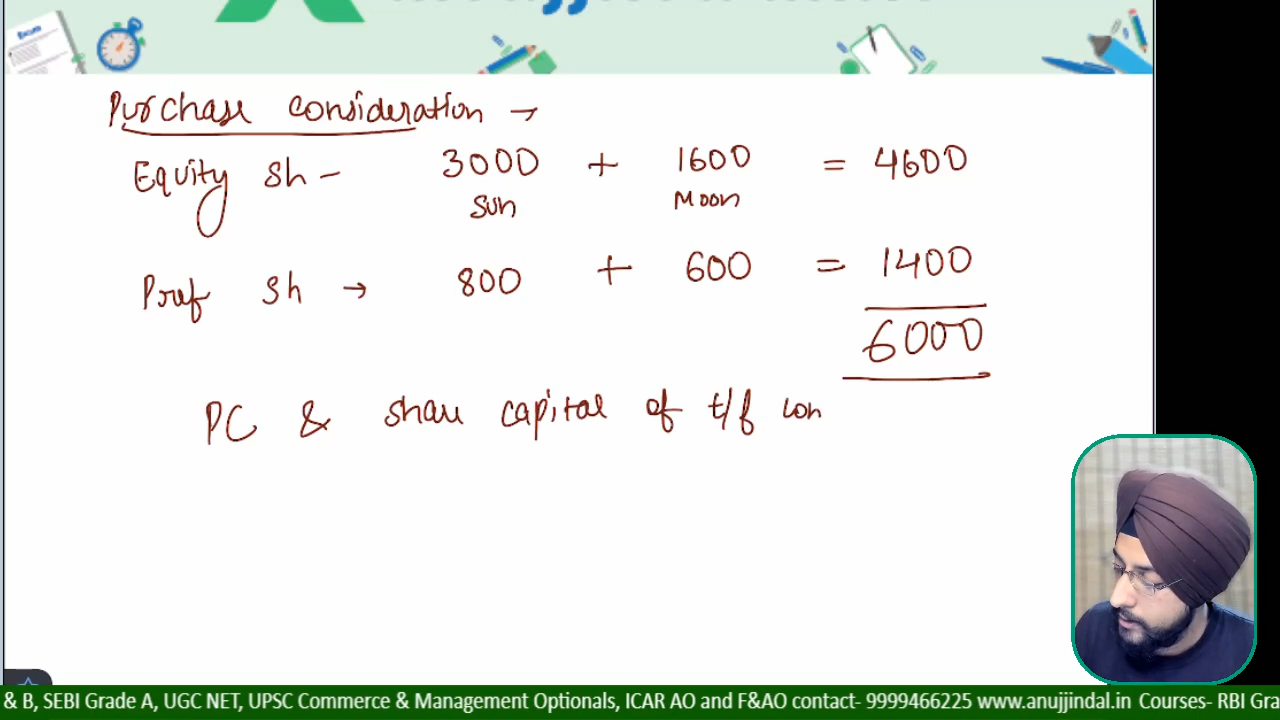 Purchase consideration →
Equity Sh – 3000 + 1600 = 4600
Sun Moon
Pref Sh → 800 + 600 = 1400
6000
PC & share capital of t/f con
& B, SEBI Grade A, UGC NET, UPSC Commerce & Management Optionals, ICAR AO and F&AO contact- 9999466225 www.anujjindal.in Courses- RBI Gra